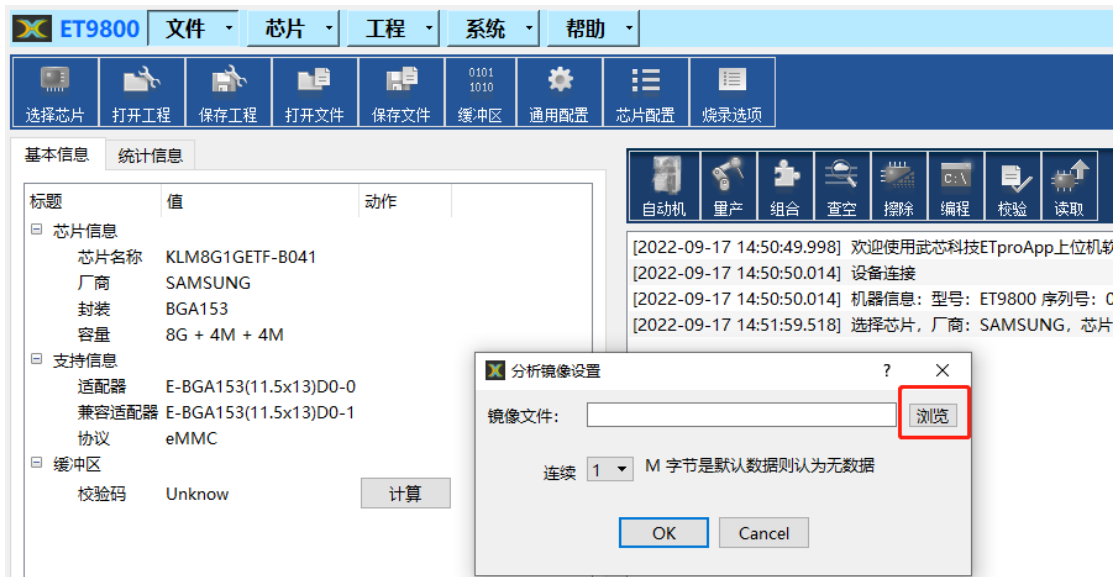 ET9800 文件 芯片 工程 系统 帮助
0101
1010
选择芯片 打开工程 保存工程 打开文件 保存文件 缓冲区 通用配置 芯片配置 烧录选项
基本信息 统计信息
标题 值 动作
芯片信息
芯片名称 KLM8G1GETF-B041
厂商 SAMSUNG
封装 BGA153
容量 8G + 4M + 4M
支持信息
适配器 E-BGA153(11.5x13)D0-0
兼容适配器 E-BGA153(11.5x13)D0-1
协议 eMMC
缓冲区
校验码 Unknow 计算
C:\
自动机 量产 组合 查空 擦除 编程 校验 读取
[2022-09-17 14:50:49.998] 欢迎使用武芯科技ETproApp上位机软
[2022-09-17 14:50:50.014] 设备连接
[2022-09-17 14:50:50.014] 机器信息：型号：ET9800 序列号：0
[2022-09-17 14:51:59.518] 选择芯片，厂商：SAMSUNG，芯片
分析镜像设置 ?
镜像文件： 浏览
连续 1 M 字节是默认数据则认为无数据
OK Cancel